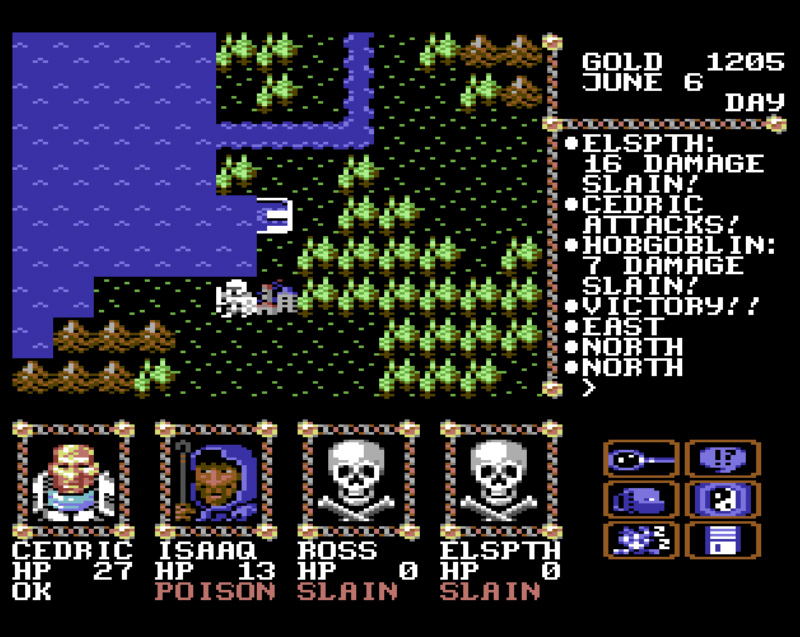 GOLD 1205
JUNE 6
DAY
ELSPTH:
16 DAMAGE
SLAIN!
CEDRIC
ATTACKS!
HOBGOBLIN:
7 DAMAGE
SLAIN!
VICTORY!!
EAST
NORTH
NORTH
>
CEDRIC ISAAQ ROSS ELSPTH
HP 27 HP 13 HP 0 HP 0
OK POISON SLAIN SLAIN